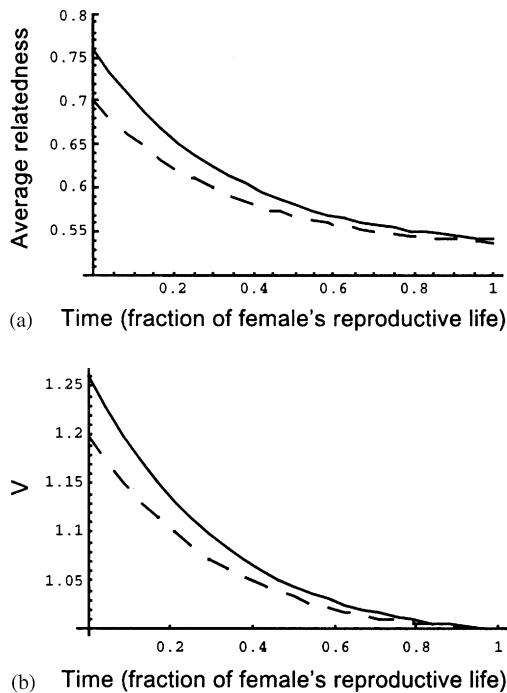 0.8
0.75
0.7
0.65
0.6
0.55
Average relatedness
0.2 0.4 0.6 0.8 1
(a) Time (fraction of female's reproductive life)
1.25
1.2
1.15
1.1
1.05
V
0.2 0.4 0.6 0.8 1
(b) Time (fraction of female's reproductive life)